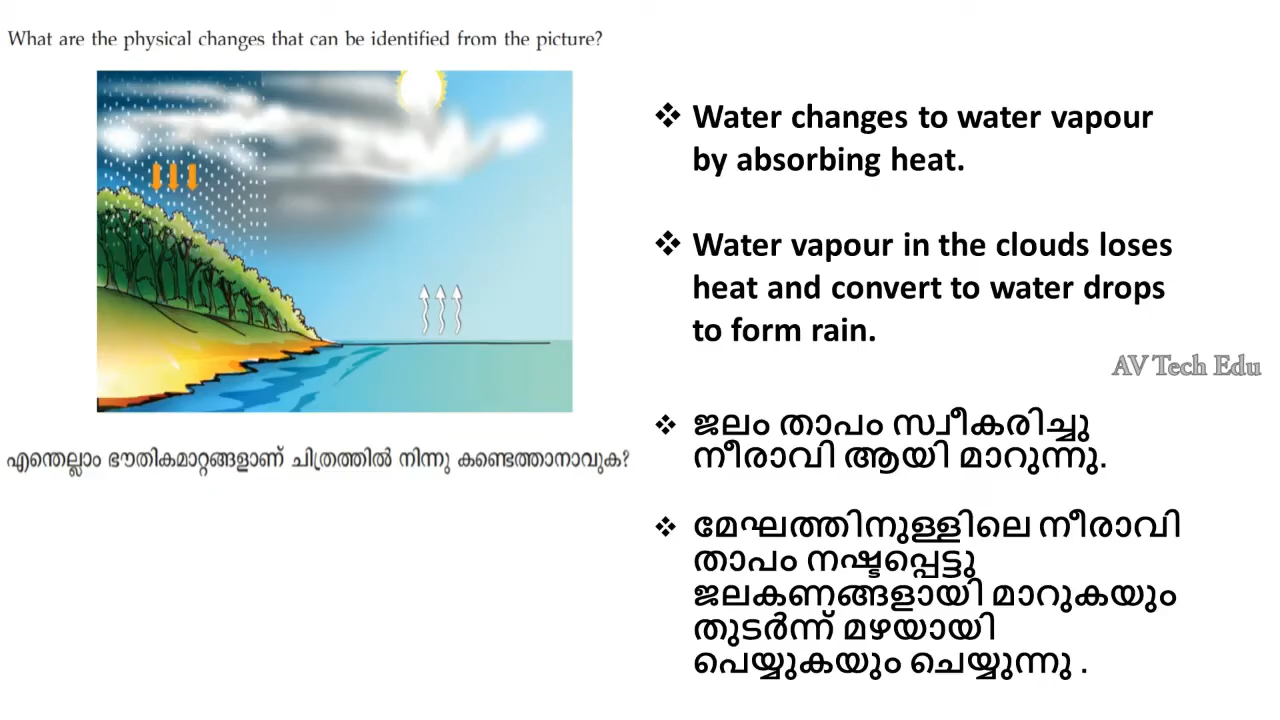 What are the physical changes that can be identified from the picture?
എന്തെല്ലാം ഭൗതികമാറ്റങ്ങളാണ് ചിത്രത്തിൽ നിന്നു കണ്ടെത്താനാവുക?
❖ Water changes to water vapour
by absorbing heat.
❖ Water vapour in the clouds loses
heat and convert to water drops
to form rain.
AV Tech Edu
❖ ജലം താപം സ്വീകരിച്ചു
നീരാവി ആയി മാറുന്നു.
❖ മേഘത്തിനുള്ളിലെ നീരാവി
താപം നഷ്ടപ്പെട്ടു
ജലകണങ്ങളായി മാറുകയും
തുടർന്ന് മഴയായി
പെയ്യുകയും ചെയ്യുന്നു .